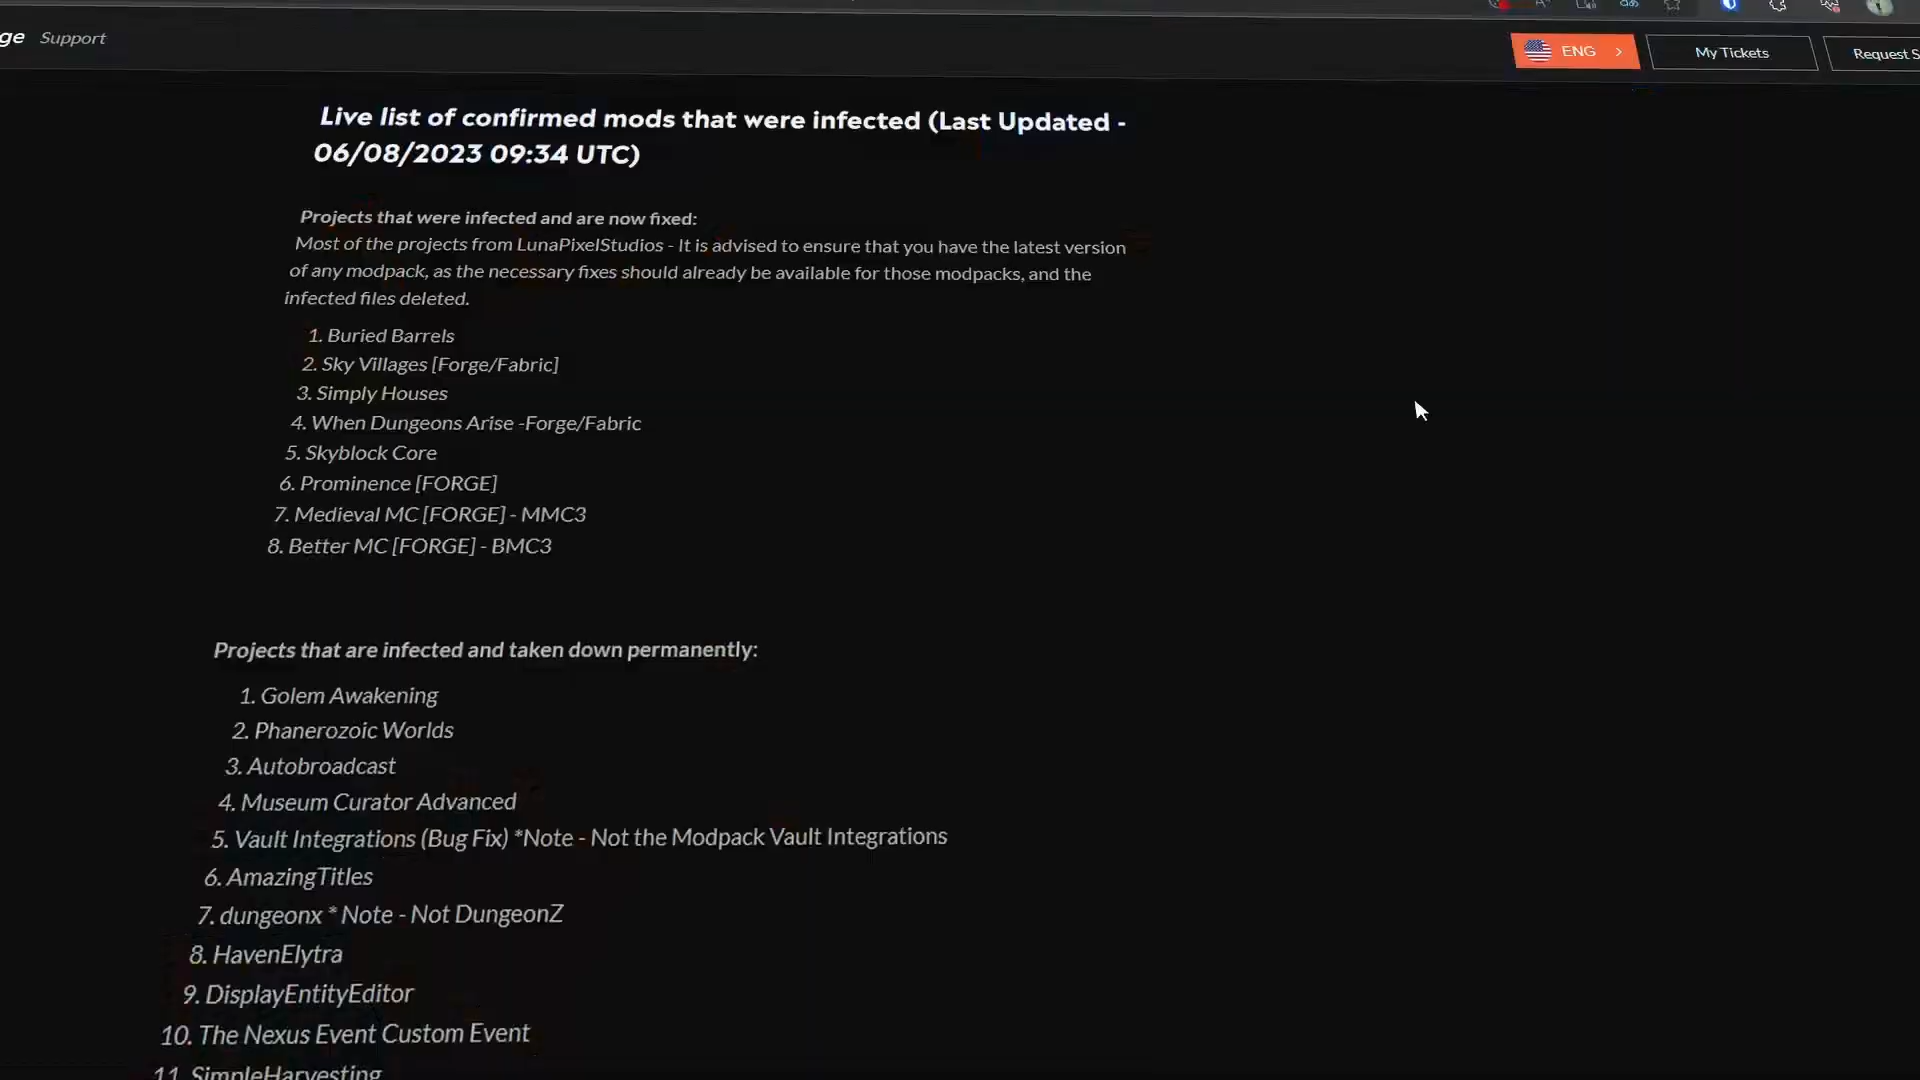 ge Support
ENG
My Tickets
Request S
Live list of confirmed mods that were infected (Last Updated -
06/08/2023 09:34 UTC)
Projects that were infected and are now fixed:
Most of the projects from LunaPixelStudios - It is advised to ensure that you have the latest version
of any modpack, as the necessary fixes should already be available for those modpacks, and the
infected files deleted.
1. Buried Barrels
2. Sky Villages [Forge/Fabric]
3. Simply Houses
4. When Dungeons Arise -Forge/Fabric
5. Skyblock Core
6. Prominence [FORGE]
7. Medieval MC [FORGE] - MMC3
8. Better MC [FORGE] - BMC3
Projects that are infected and taken down permanently:
1. Golem Awakening
2. Phanerozoic Worlds
3. Autobroadcast
4. Museum Curator Advanced
5. Vault Integrations (Bug Fix) *Note - Not the Modpack Vault Integrations
6. AmazingTitles
7. dungeonx * Note - Not DungeonZ
8. HavenElytra
9. DisplayEntityEditor
10. The Nexus Event Custom Event
11. SimpleHarvesting